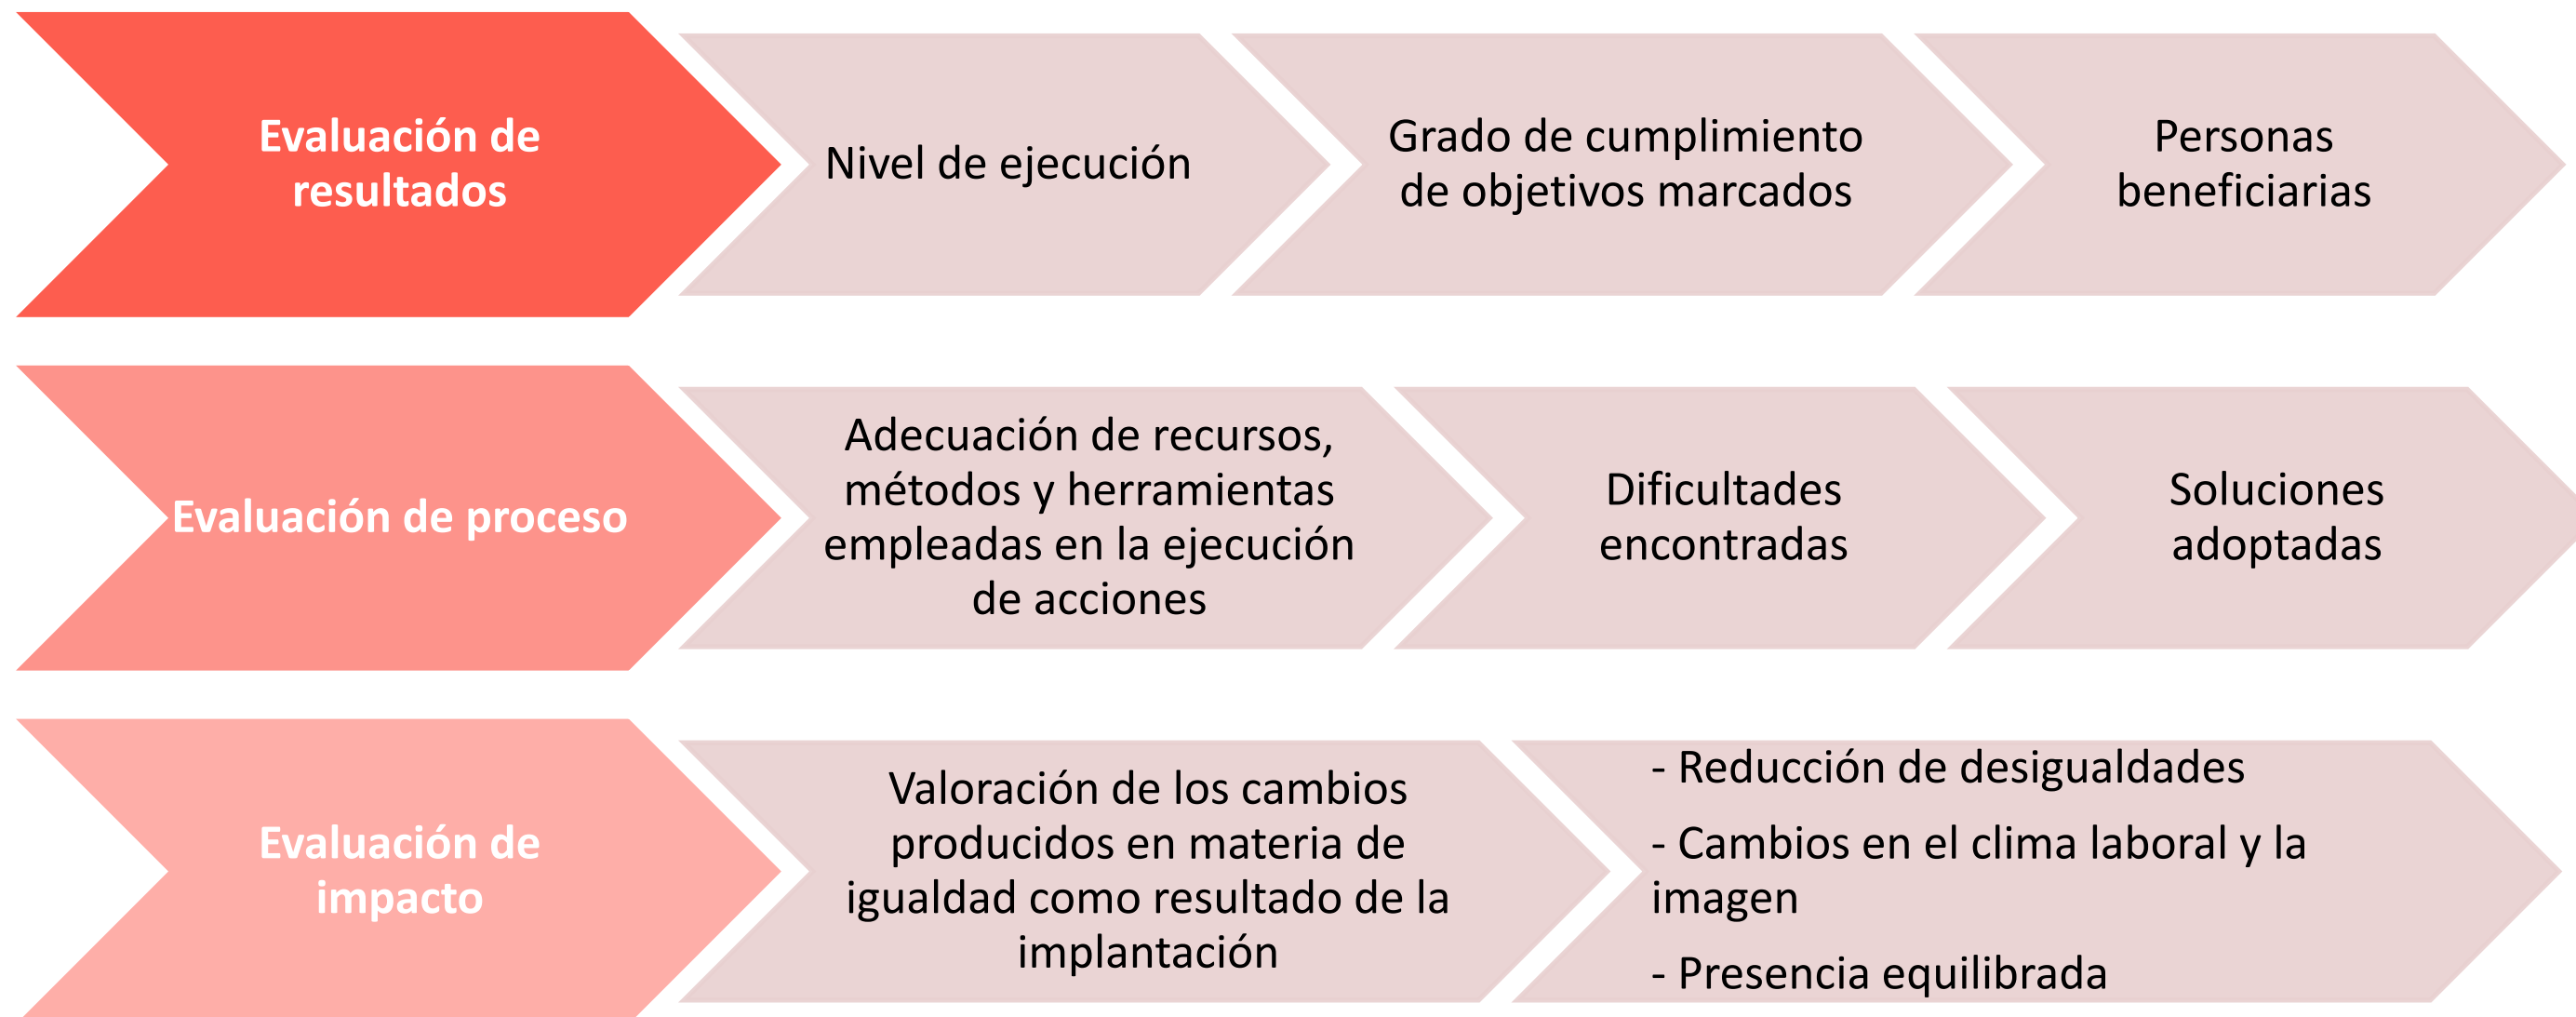 Evaluación de
resultados
Nivel de ejecución
Grado de cumplimiento
de objetivos marcados
Personas
beneficiarias
Evaluación de proceso
Adecuación de recursos,
métodos y herramientas
empleadas en la ejecución
de acciones
Dificultades
encontradas
Soluciones
adoptadas
Evaluación de
impacto
Valoración de los cambios
producidos en materia de
igualdad como resultado de la
implantación
- Reducción de desigualdades
- Cambios en el clima laboral y la
imagen
- Presencia equilibrada